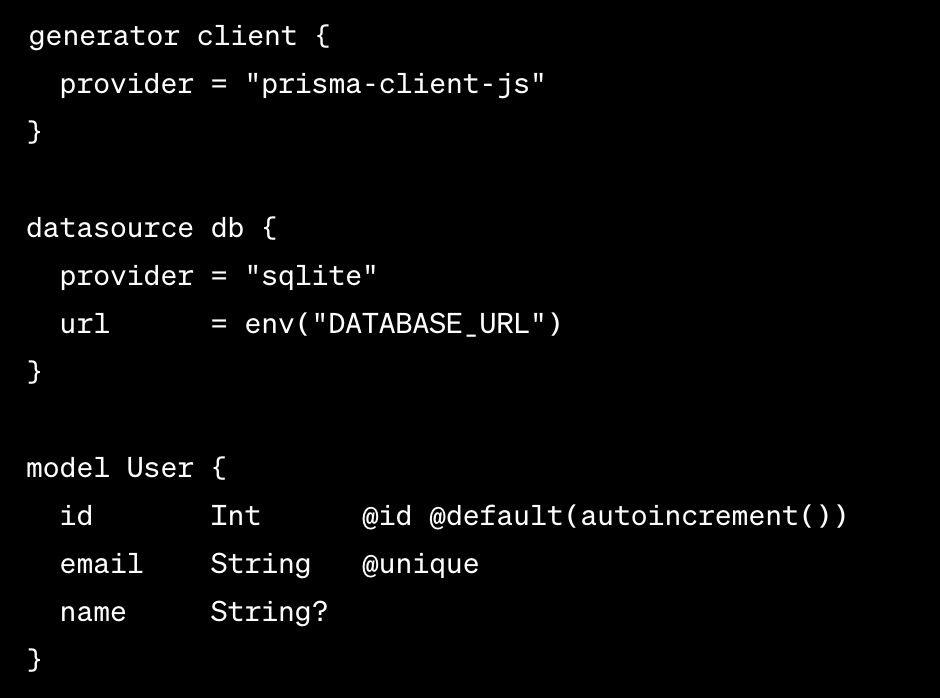 generator client {
  provider = "prisma-client-js"
}

datasource db {
  provider = "sqlite"
  url      = env("DATABASE_URL")
}

model User {
  id       Int      @id @default(autoincrement())
  email    String   @unique
  name     String?
}